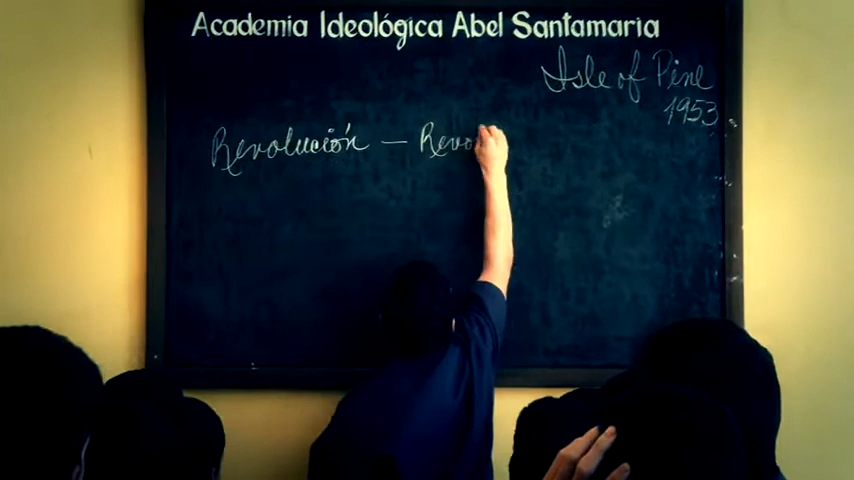 Academia Ideológica Abel Santamaria
Isle of Pine
1953
Revolución — Revo